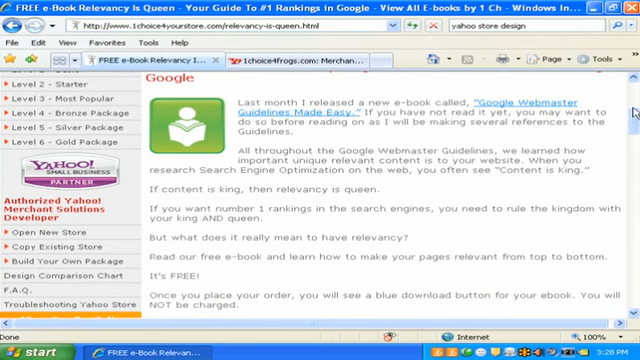 FREE e-Book Relevancy Is Queen - Your Guide To #1 Rankings in Google - View All E-books by 1 Ch - Windows In...
http://www.1choice4yourstore.com/relevancy-is-queen.html
yahoo store design
File Edit View Favorites Tools Help
FREE e-Book Relevancy I...
1choice4frogs.com: Merchan...
Page
Tools
Google
Level 2 - Starter
Level 3 - Most Popular
Level 4 - Bronze Package
Level 5 - Silver Package
Level 6 - Gold Package
YAHOO!
SMALL BUSINESS
PARTNER
Authorized Yahoo!
Merchant Solutions
Developer
Open New Store
Copy Existing Store
Build Your Own Package
Design Comparison Chart
F.A.Q.
Troubleshooting Yahoo Store
Last month I released a new e-book called, "Google Webmaster
Guidelines Made Easy." If you have not read it yet, you may want to
do so before reading on as I will be making several references to the
Guidelines.
All throughout the Google Webmaster Guidelines, we learned how
important unique relevant content is to your website. When you
research Search Engine Optimization on the web, you often see "Content is King."
If content is king, then relevancy is queen.
If you want number 1 rankings in the search engines, you need to rule the kingdom with
your king AND queen.
But what does it really mean to have relevancy?
Read our free e-book and learn how to make your pages relevant from top to bottom.
It's FREE!
Once you place your order, you will see a blue download button for your ebook. You will
NOT be charged.
Done
Internet
100%
start
FREE e-Book Relevan...
3:28 PM